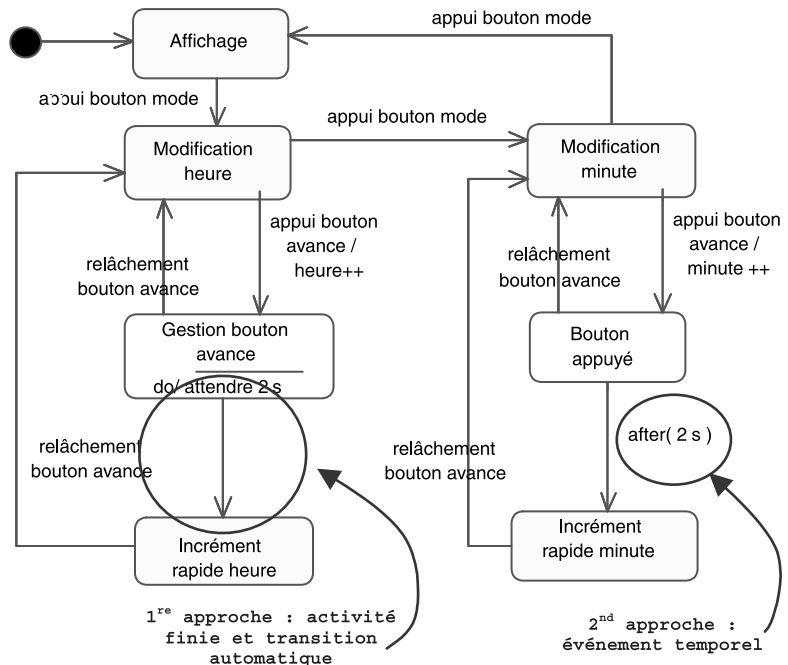 appui bouton mode
Affichage
appui bouton mode
appui bouton mode
Modification
heure
Modification
minute
appui bouton
avance /
heure++
appui bouton
avance /
minute ++
relâchement
bouton avance
relâchement
bouton avance
Gestion bouton
avance
do/ attendre 2 s
Bouton
appuyé
after( 2 s )
relâchement
bouton avance
relâchement
bouton avance
Incrément
rapide heure
Incrément
rapide minute
1re approche : activité
finie et transition
automatique
2nd approche :
événement temporel